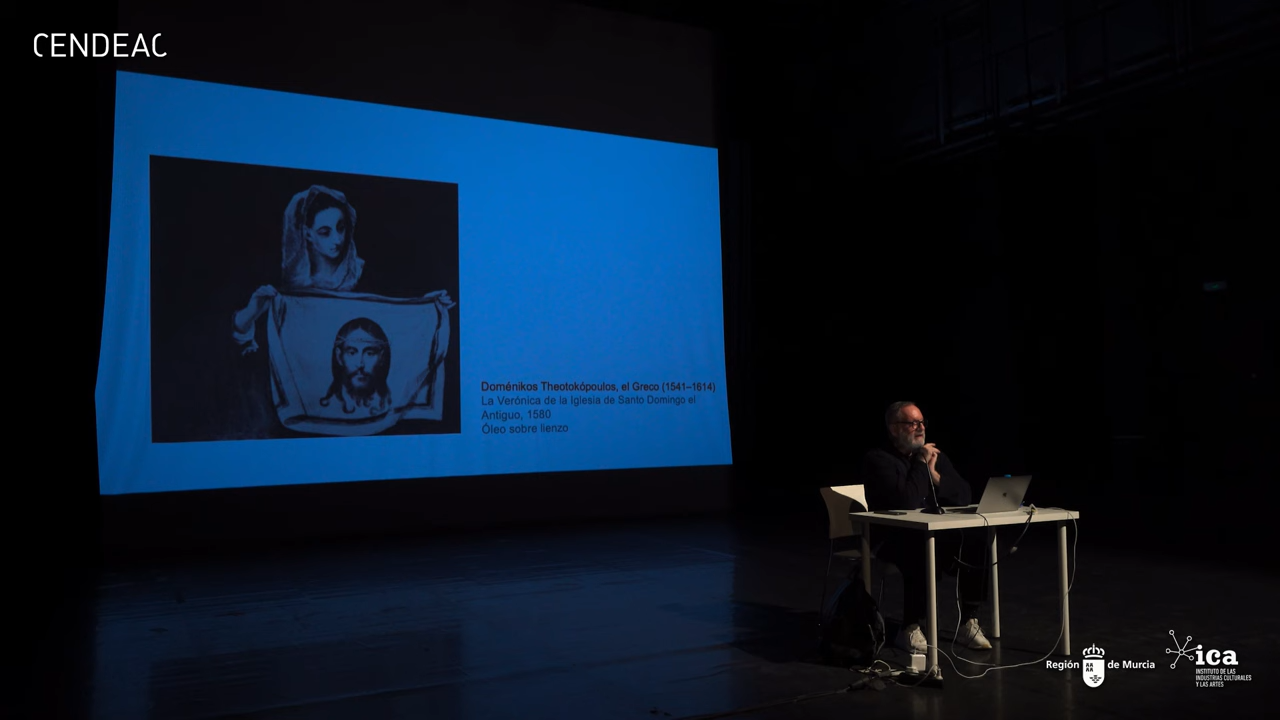 CENDEAC
Doménikos Theotokópoulos, el Greco (1541–1614)
La Verónica de la Iglesia de Santo Domingo el
Antiguo, 1580
Óleo sobre lienzo
Región de Murcia
ica
INSTITUTO DE LAS
INDUSTRIAS CULTURALES
Y LAS ARTES